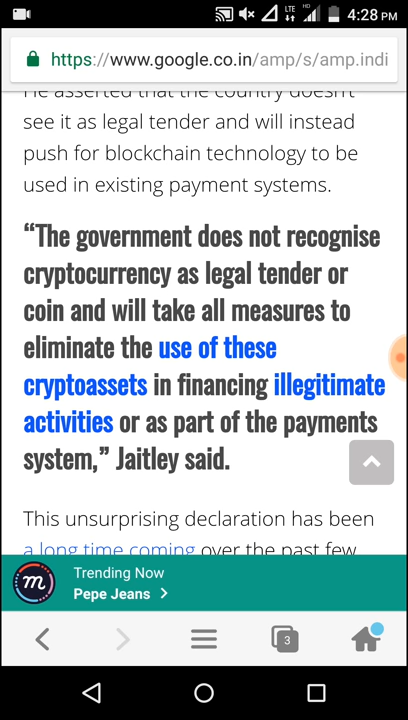 LTE
4:28 PM
https://www.google.co.in/amp/s/amp.indi
He asserted that the country doesn't
see it as legal tender and will instead
push for blockchain technology to be
used in existing payment systems.
“The government does not recognise
cryptocurrency as legal tender or
coin and will take all measures to
eliminate the use of these
cryptoassets in financing illegitimate
activities or as part of the payments
system,” Jaitley said.
This unsurprising declaration has been
a long time coming over the past few
m
Trending Now
Pepe Jeans >
3